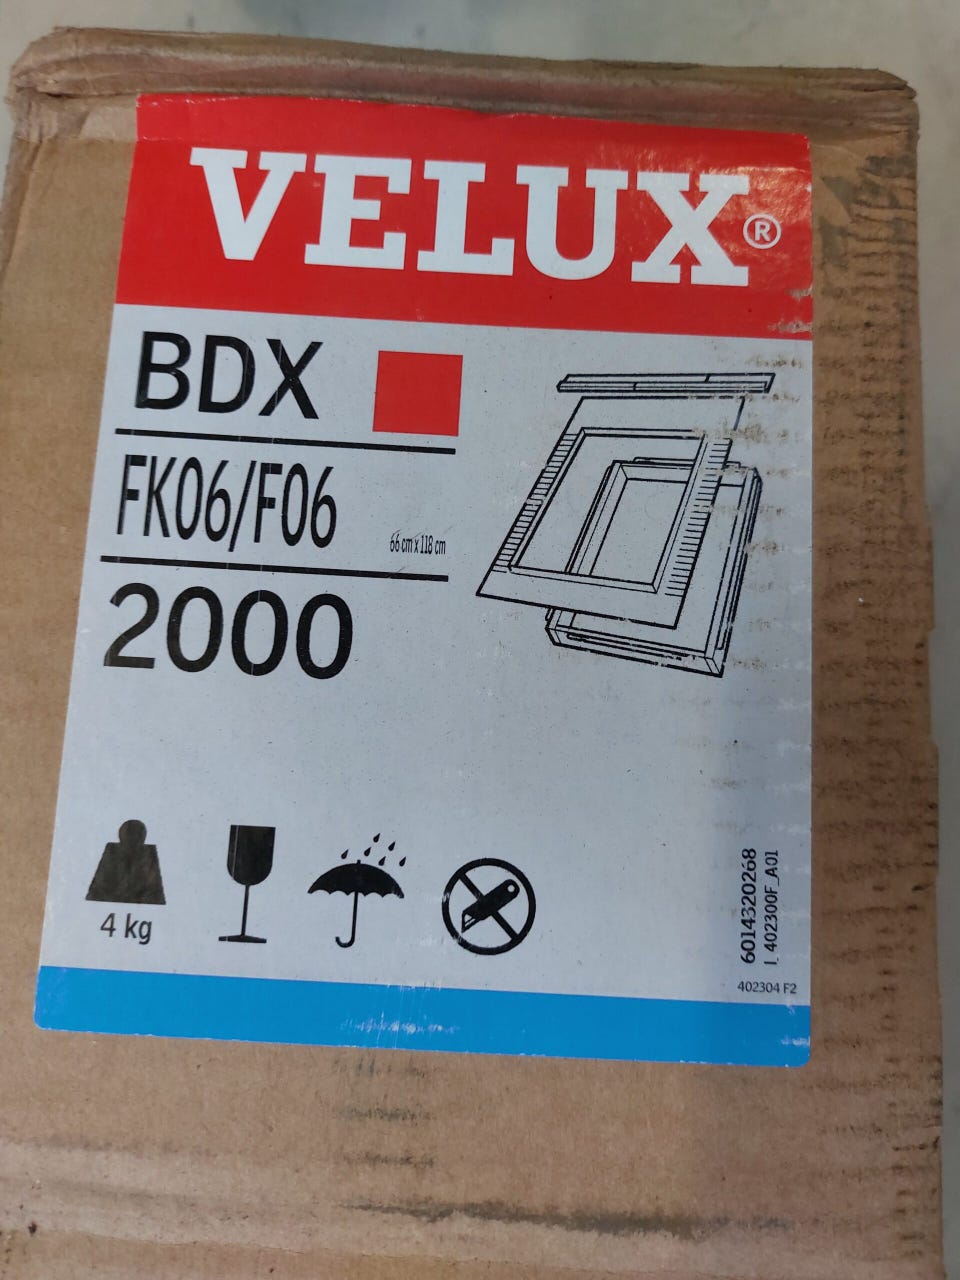 VELUX®
BDX
FK06/F06
66 cm x 118 cm
2000
4 kg
6014320268
I_402300F_A01
402304 F2